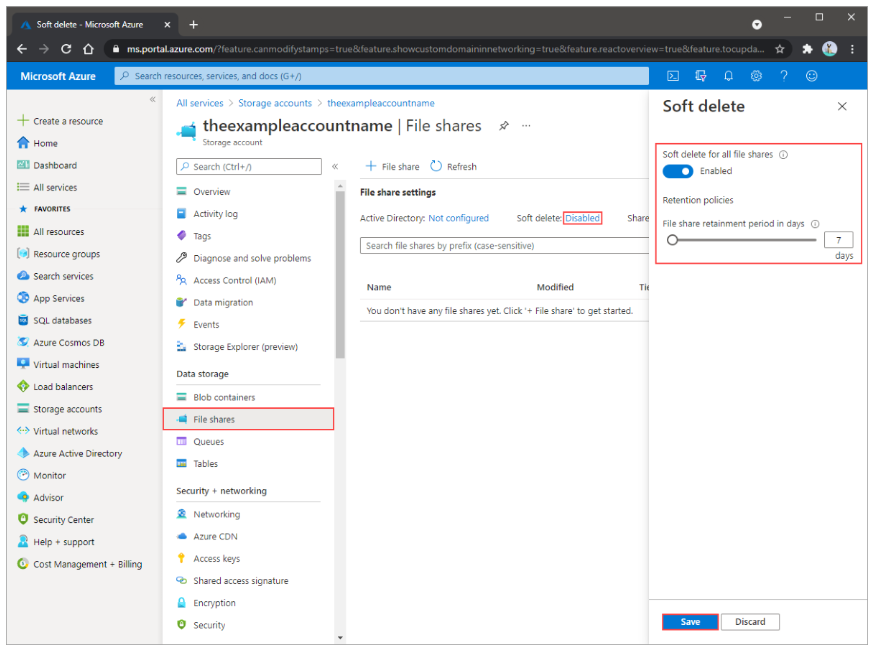 Soft delete - Microsoft Azure
ms.portal.azure.com/?feature.canmodifystamps=true&feature.showcustomdomaininnetworking=true&feature.reactoverview=true&feature.tocupda...
Microsoft Azure
Search resources, services, and docs (G+/)
Create a resource
Home
Dashboard
All services
FAVORITES
All resources
Resource groups
Search services
App Services
SQL databases
Azure Cosmos DB
Virtual machines
Load balancers
Storage accounts
Virtual networks
Azure Active Directory
Monitor
Advisor
Security Center
Help + support
Cost Management + Billing
All services > Storage accounts > theexampleaccountname
theexampleaccountname | File shares
Storage account
Search (Ctrl+/)
Overview
Activity log
Tags
Diagnose and solve problems
Access Control (IAM)
Data migration
Events
Storage Explorer (preview)
Data storage
Blob containers
File shares
Queues
Tables
Security + networking
Networking
Azure CDN
Access keys
Shared access signature
Encryption
Security
+ File share Refresh
File share settings
Active Directory: Not configured Soft delete: Disabled Share
Search file shares by prefix (case-sensitive)
Name Modified Tie
You don't have any file shares yet. Click '+ File share' to get started.
Soft delete
Soft delete for all file shares
Enabled
Retention policies
File share retainment period in days
7
days
Save Discard